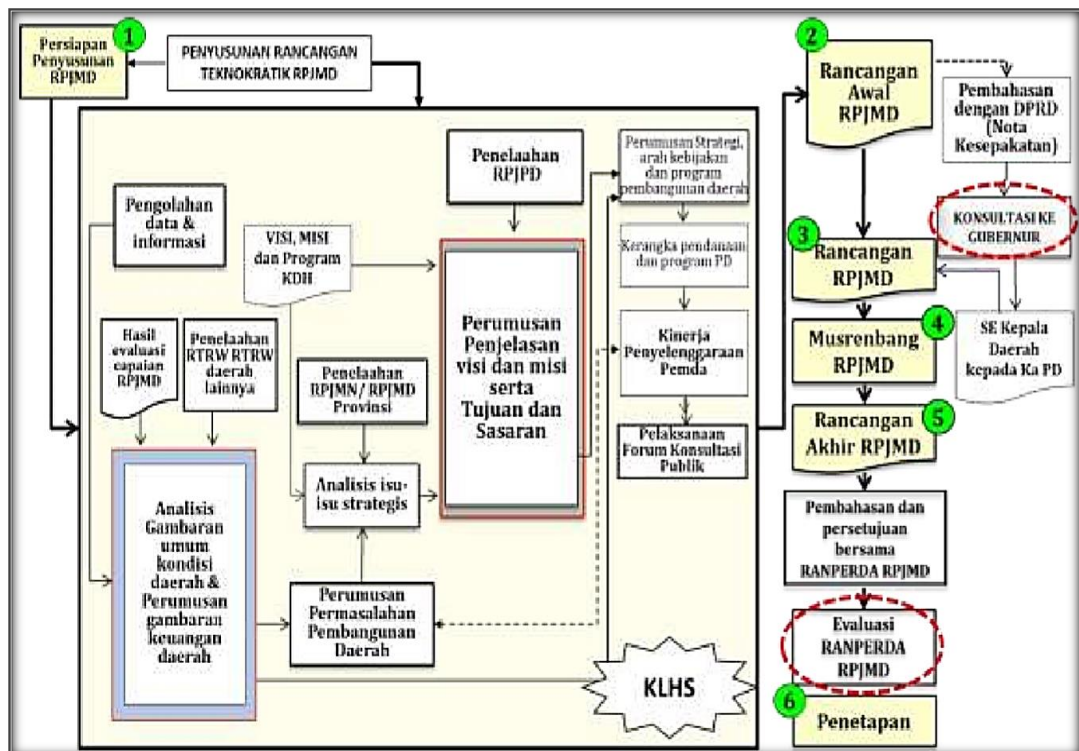 1
Persiapan
Penyusunan
RPJMD
PENYUSUNAN RANCANGAN
TEKNOKRATIK RPJMD
Pengolahan
data &
informasi
VISI, MISI
dan Program
KDH
Penelaahan
RPJPD
Hasil
evaluasi
capaian
RPJMD
Penelaahan
RTRW RTRW
daerah
lainnya
Penelaahan
RPJMN/ RPJMD
Provinsi
Analisis isu-
isu strategis
Analisis
Gambaran
umum
kondisi
daerah &
Perumusan
gambaran
keuangan
daerah
Perumusan
Permasalahan
Pembangunan
Daerah
Perumusan
Penjelasan
visi dan misi
serta
Tujuan dan
Sasaran
Perumusan Strategi,
arah kebijakan
dan program
pembangunan daerah
Kerangka pendanaan
dan program PD
Kinerja
Penyelenggaraan
Pemda
Pelaksanaan
Forum Konsultasi
Publik
KLHS
2
Rancangan
Awal
RPJMD
Pembahasan
dengan DPRD
(Nota
Kesepakatan)
KONSULTASI KE
GUBERNUR
3
Rancangan
RPJMD
SE Kepala
Daerah
kepada Ka PD
4
Musrenbang
RPJMD
5
Rancangan
Akhir RPJMD
Pembahasan dan
persetujuan
bersama
RANPERDA RPJMD
Evaluasi
RANPERDA
RPJMD
6
Penetapan